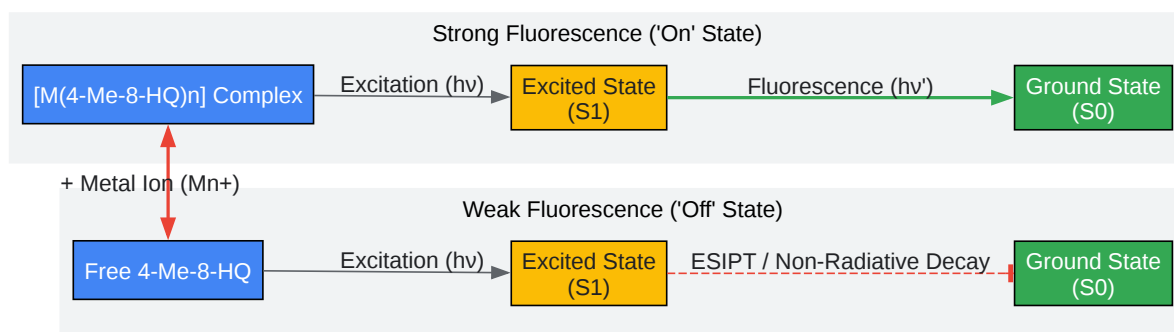 Strong Fluorescence ('On' State)
[M(4-Me-8-HQ)n] Complex
Excitation (hν)
Excited State
(S1)
Fluorescence (hν')
Ground State
(S0)
+ Metal Ion (Mn+)
Weak Fluorescence ('Off' State)
Free 4-Me-8-HQ
Excitation (hν)
Excited State
(S1)
ESIPT / Non-Radiative Decay
Ground State
(S0)